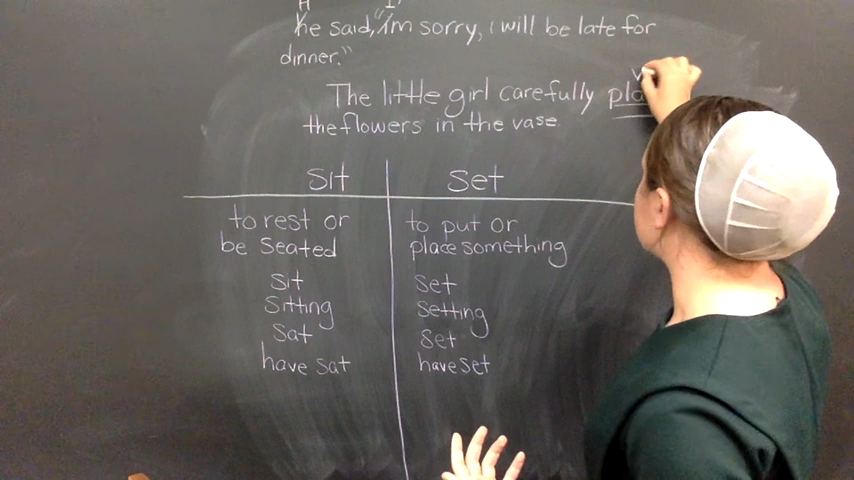 H I
he said, "i'm sorry, i will be late for
dinner."
v
The little girl carefully
the flowers in the vase.
sit set
to rest or to put or
be seated place something
sit set
sitting setting
sat set
have sat have set